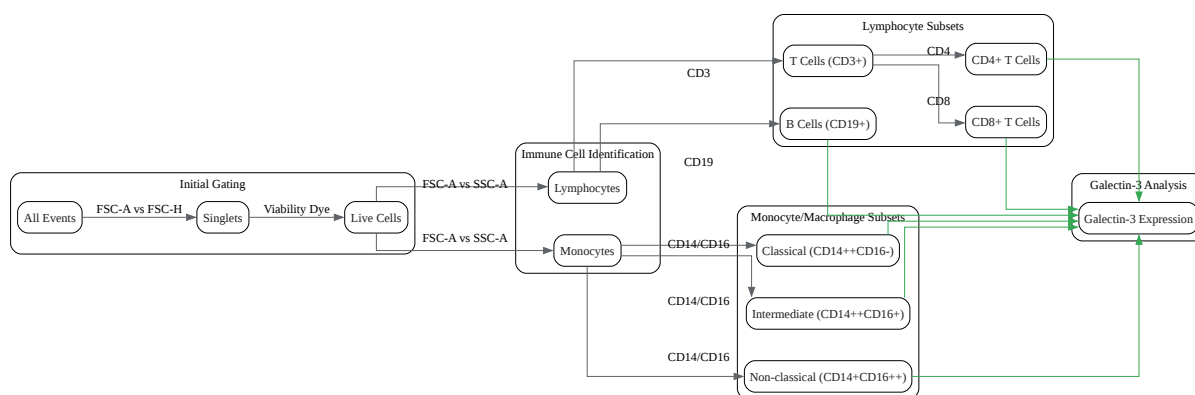 Initial Gating
All Events
FSC-A vs FSC-H
Singlets
Viability Dye
Live Cells
FSC-A vs SSC-A
FSC-A vs SSC-A
Immune Cell Identification
Lymphocytes
Monocytes
CD3
CD19
CD14/CD16
CD14/CD16
CD14/CD16
Lymphocyte Subsets
T Cells (CD3+)
CD4
CD4+ T Cells
CD8
B Cells (CD19+)
CD8+ T Cells
Monocyte/Macrophage Subsets
Classical (CD14++CD16-)
Intermediate (CD14++CD16+)
Non-classical (CD14+CD16++)
Galectin-3 Analysis
Galectin-3 Expression